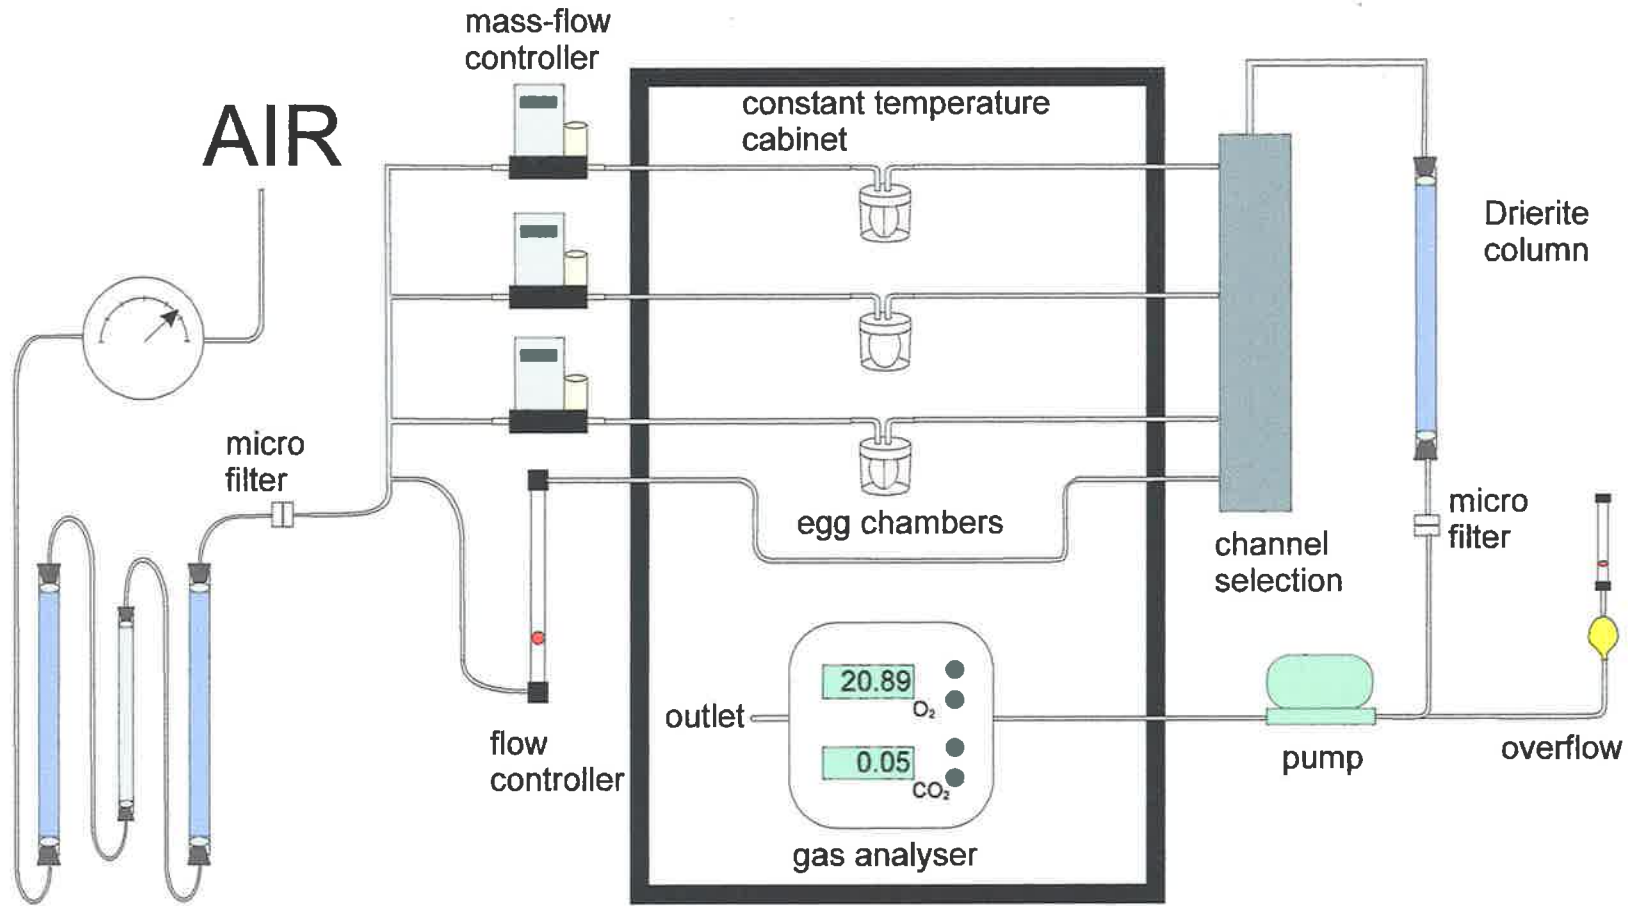 mass-flow
controller
AIR
constant temperature
cabinet
Drierite
column
micro
filter
egg chambers
channel
selection
micro
filter
20.89
O₂
outlet
0.05
CO₂
flow
controller
pump
overflow
gas analyser